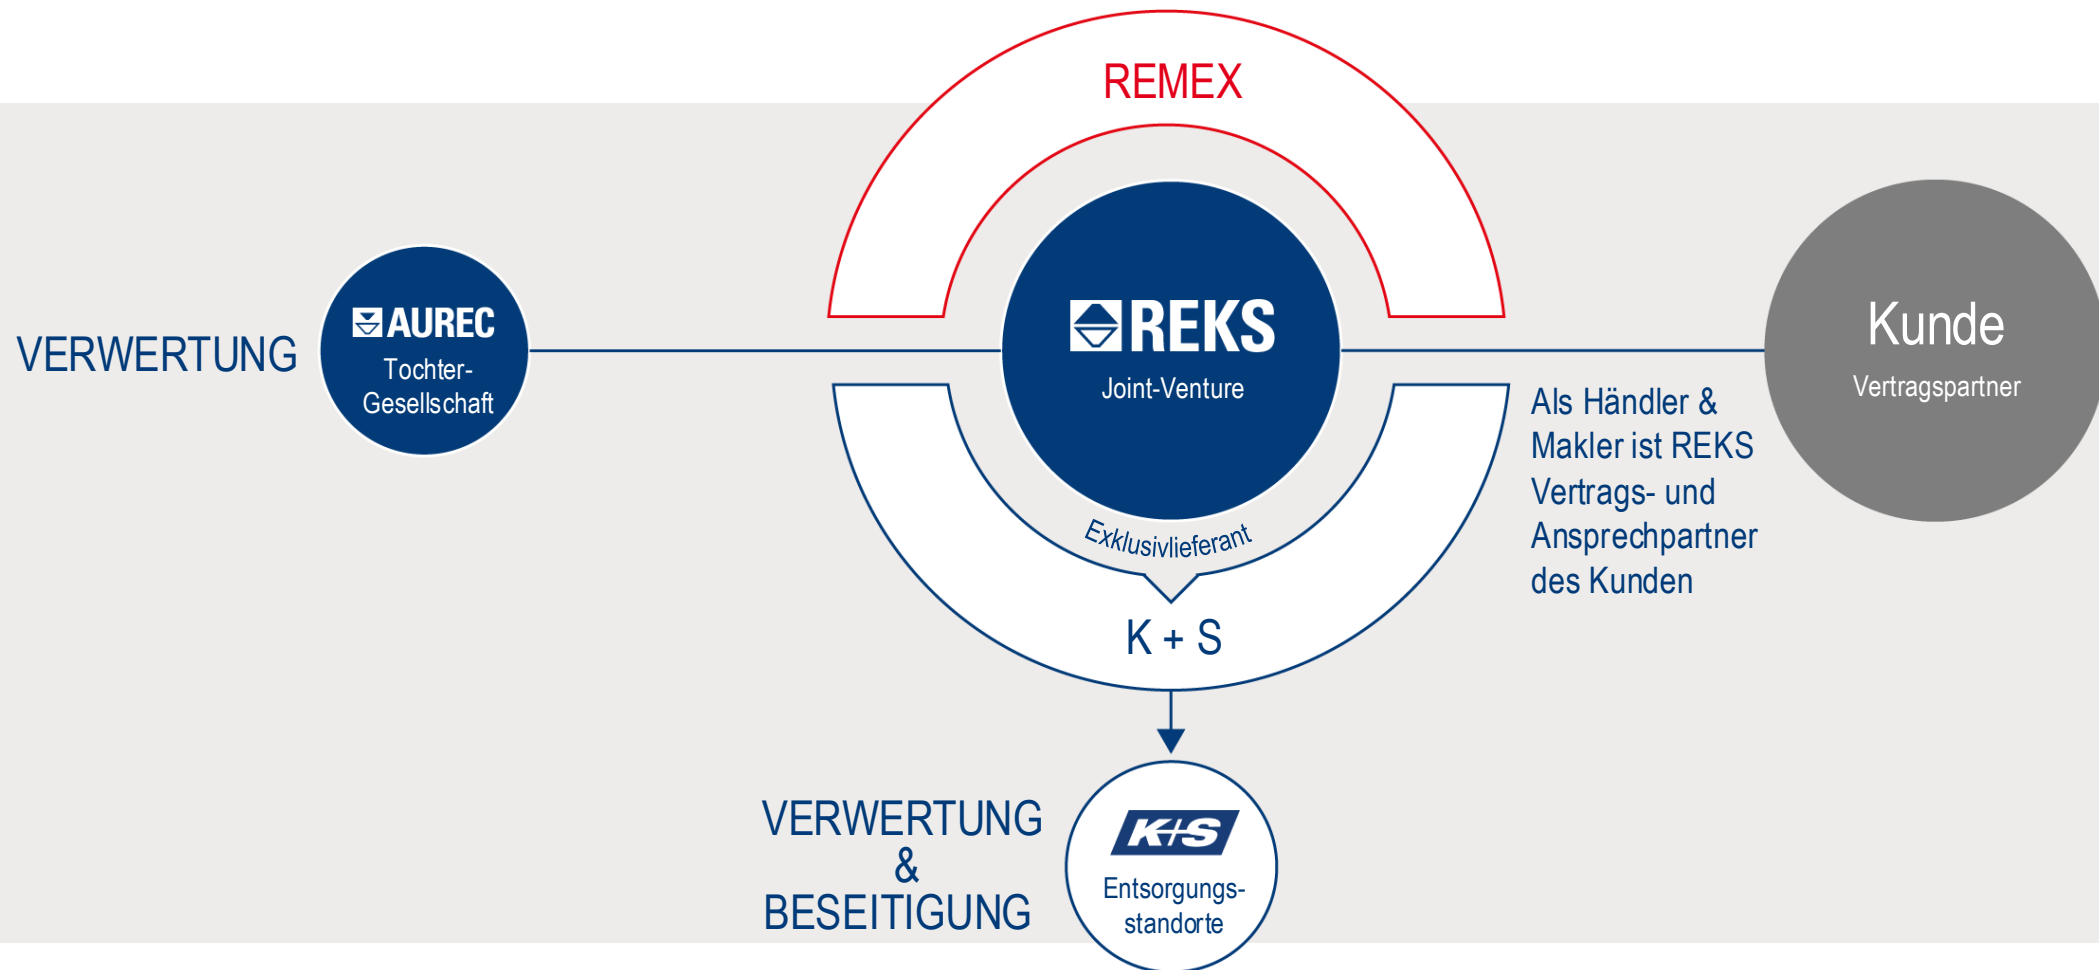 REMEX
VERWERTUNG
AUREC
Tochter-
Gesellschaft
REKS
Joint-Venture
Kunde
Vertragspartner
Als Händler &
Makler ist REKS
Vertrags- und
Ansprechpartner
des Kunden
Exklusivlieferant
K + S
VERWERTUNG
&
BESEITIGUNG
K+S
Entsorgungs-
standorte